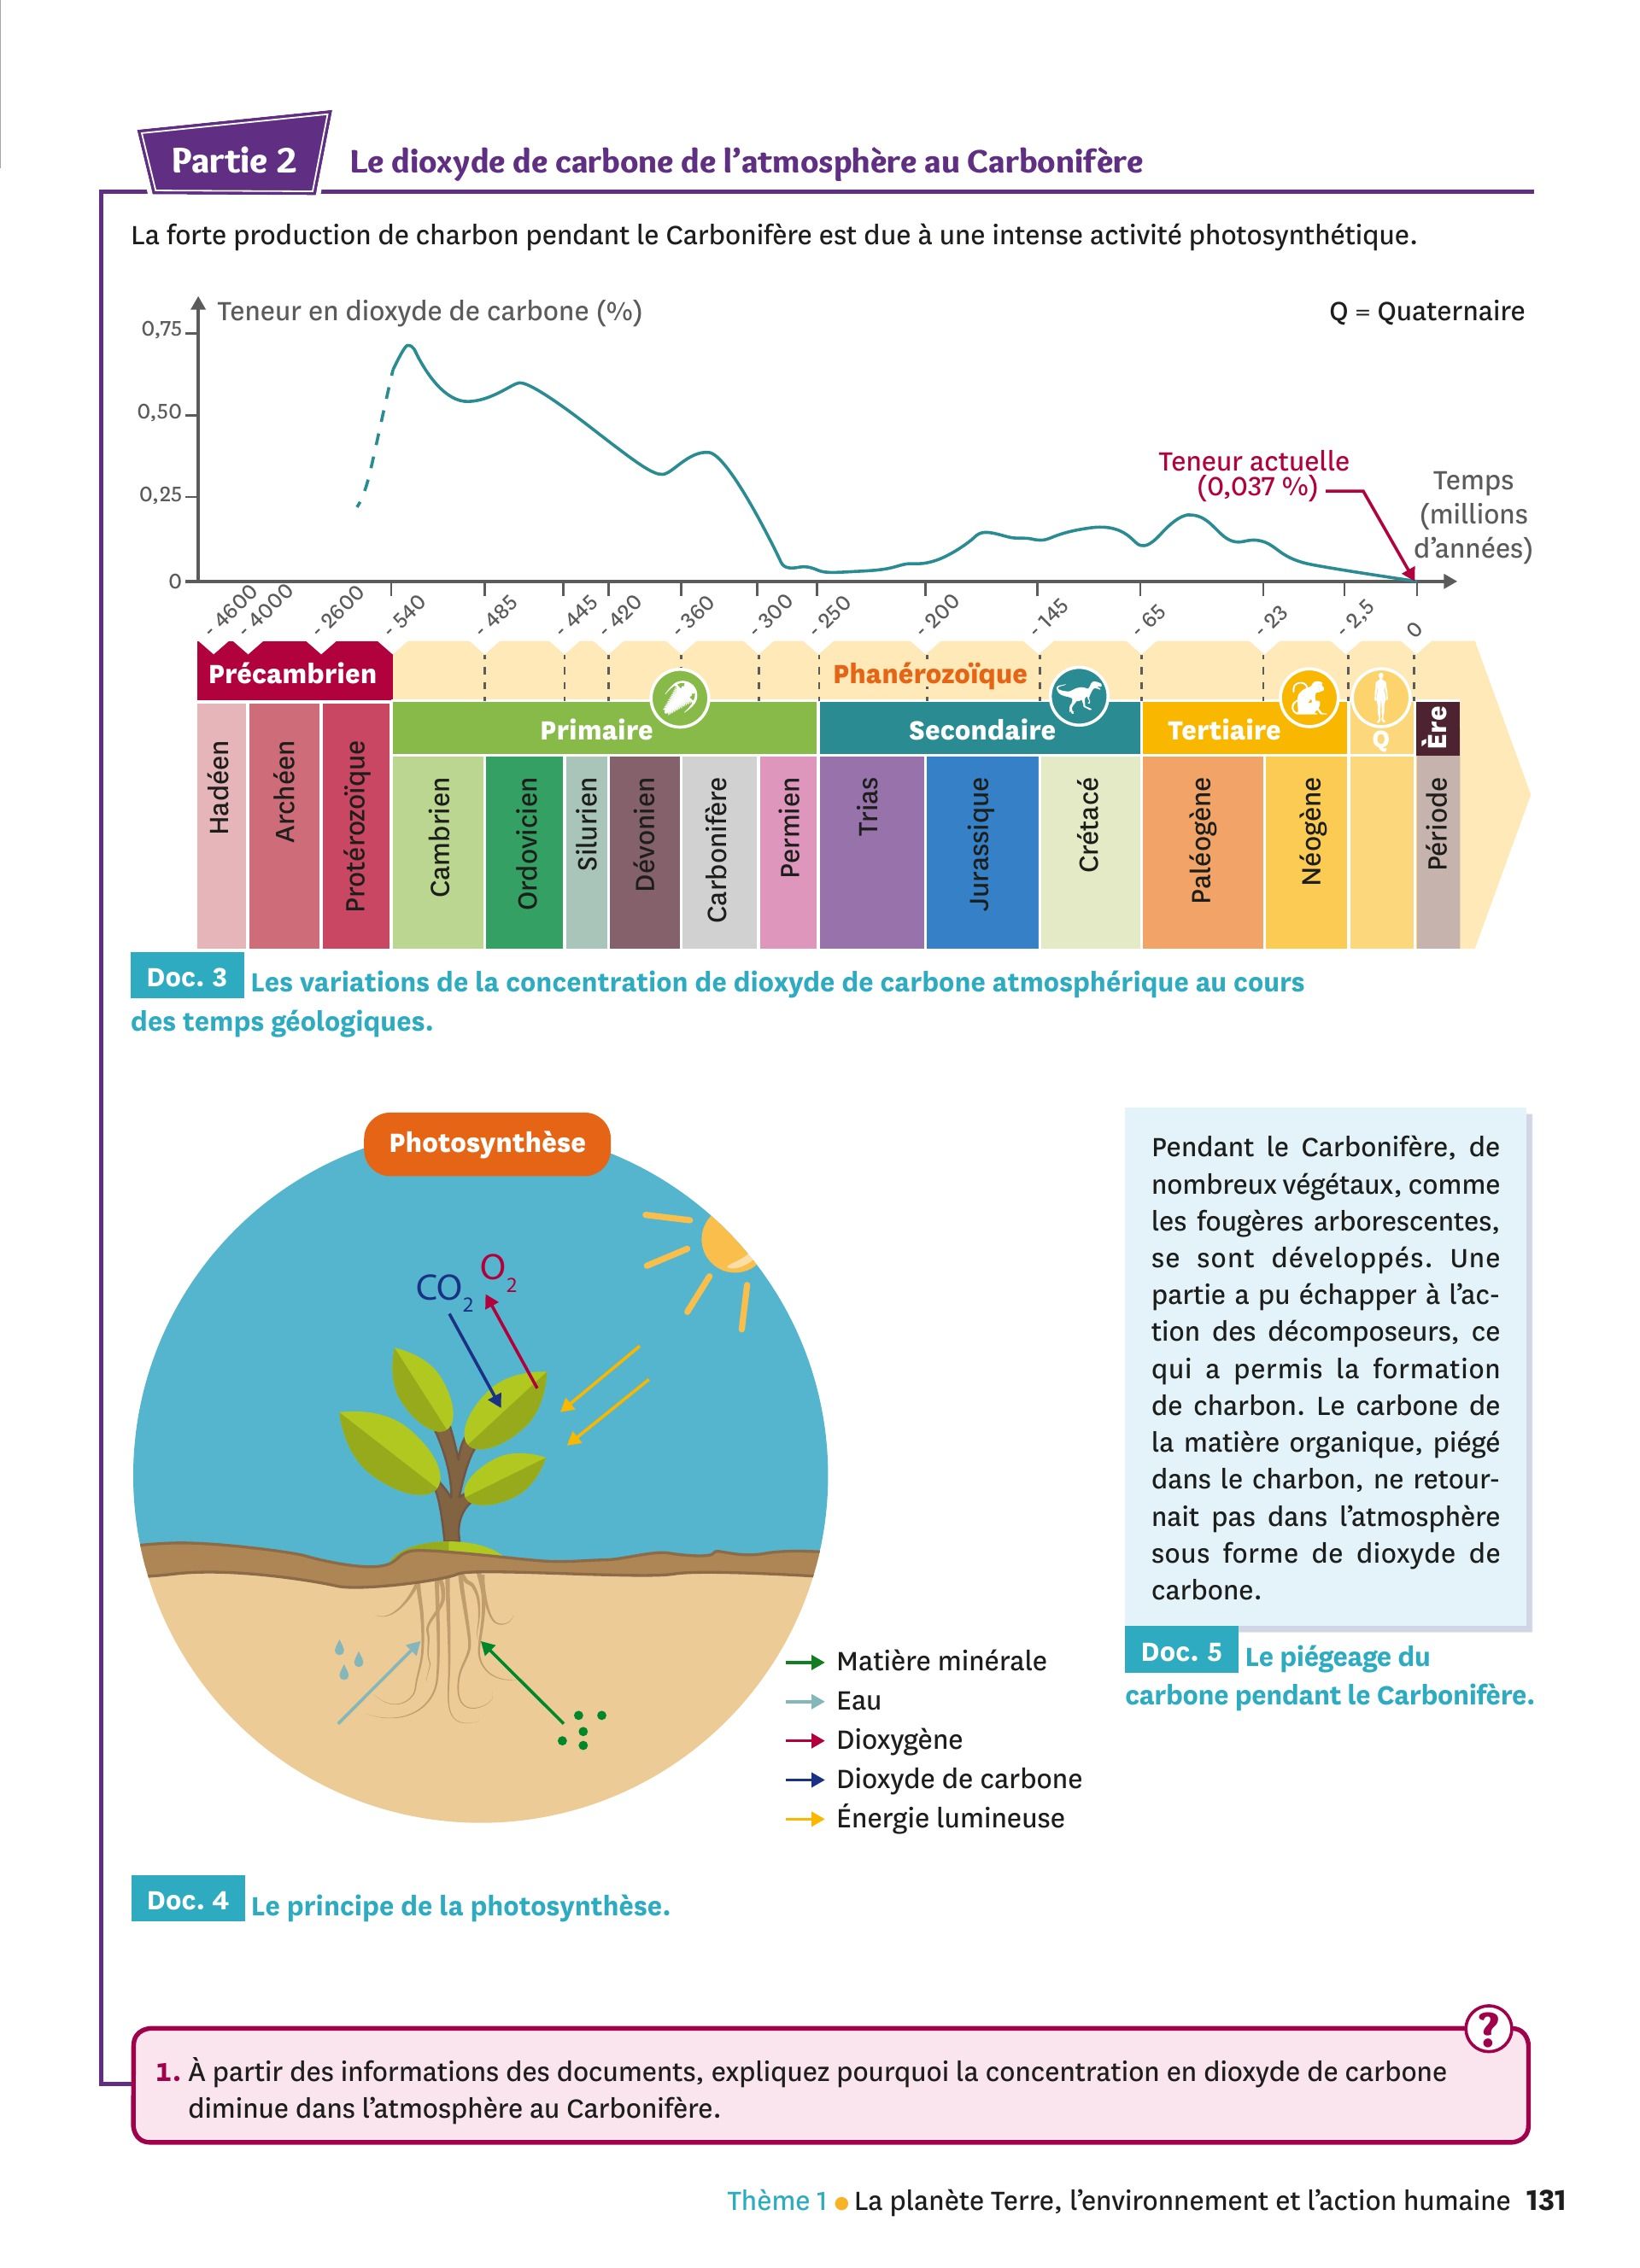 Partie 2
Le dioxyde de carbone de l'atmosphère au Carbonifère
La forte production de charbon pendant le Carbonifère est due à une intense activité photosynthétique.
Teneur en dioxyde de carbone (%)
Q = Quaternaire
0,75
0,50
0,25
0
Teneur actuelle
(0,037 %)
Temps
(millions
d'années)
- 4600
- 4000
- 2600
- 540
- 485
- 445
- 420
- 360
- 300
- 250
- 200
- 145
- 65
- 23
- 2,5
0
Précambrien
Phanérozoïque
Primaire
Secondaire
Tertiaire
Q
Ère
Hadéen
Archéen
Protérozoïque
Cambrien
Ordovicien
Silurien
Dévonien
Carbonifère
Permien
Trias
Jurassique
Crétacé
Paléogène
Néogène
Période
Doc. 3 Les variations de la concentration de dioxyde de carbone atmosphérique au cours
des temps géologiques.
Photosynthèse
CO2
O2
Matière minérale
Eau
Dioxygène
Dioxyde de carbone
Énergie lumineuse
Doc. 4 Le principe de la photosynthèse.
Pendant le Carbonifère, de
nombreux végétaux, comme
les fougères arborescentes,
se sont développés. Une
partie a pu échapper à l'ac-
tion des décomposeurs, ce
qui a permis la formation
de charbon. Le carbone de
la matière organique, piégé
dans le charbon, ne retour-
nait pas dans l'atmosphère
sous forme de dioxyde de
carbone.
Doc. 5 Le piégeage du
carbone pendant le Carbonifère.
?
1. À partir des informations des documents, expliquez pourquoi la concentration en dioxyde de carbone
diminue dans l'atmosphère au Carbonifère.
Thème 1 • La planète Terre, l'environnement et l'action humaine 131